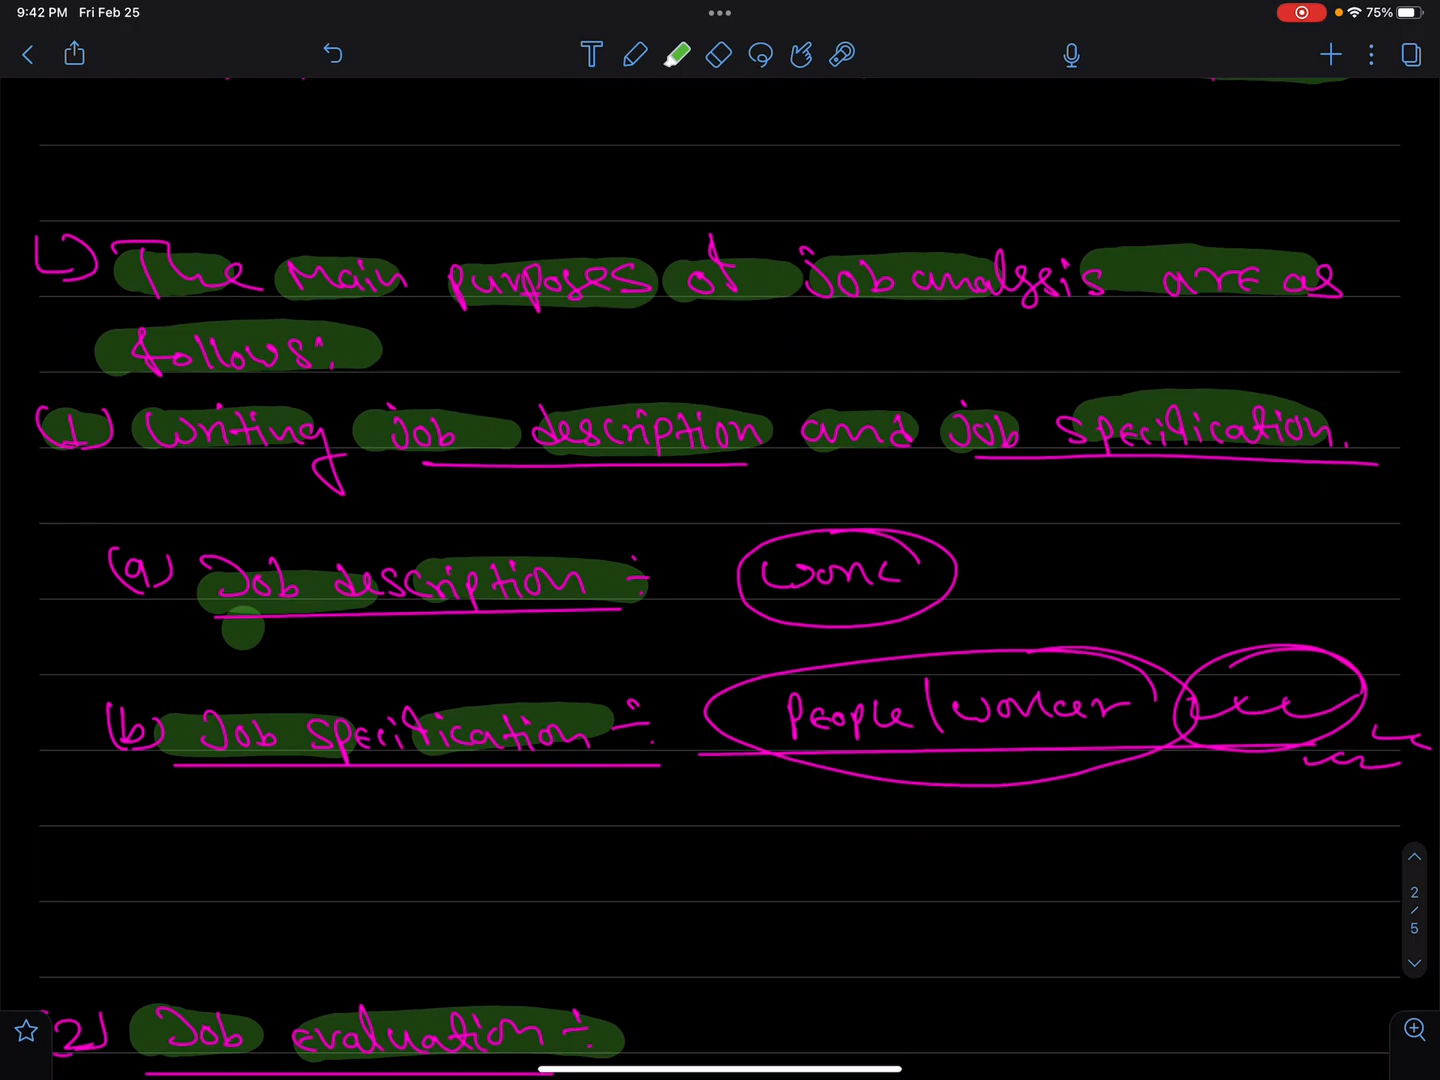 9:42 PM Fri Feb 25
75%
The Main purposes of Job analysis are as
follows:
(1) Writing job description and job specification.
(a) Job description :- work
(b) Job specification :- People/worker
2
/
5
2) Job evaluation :-